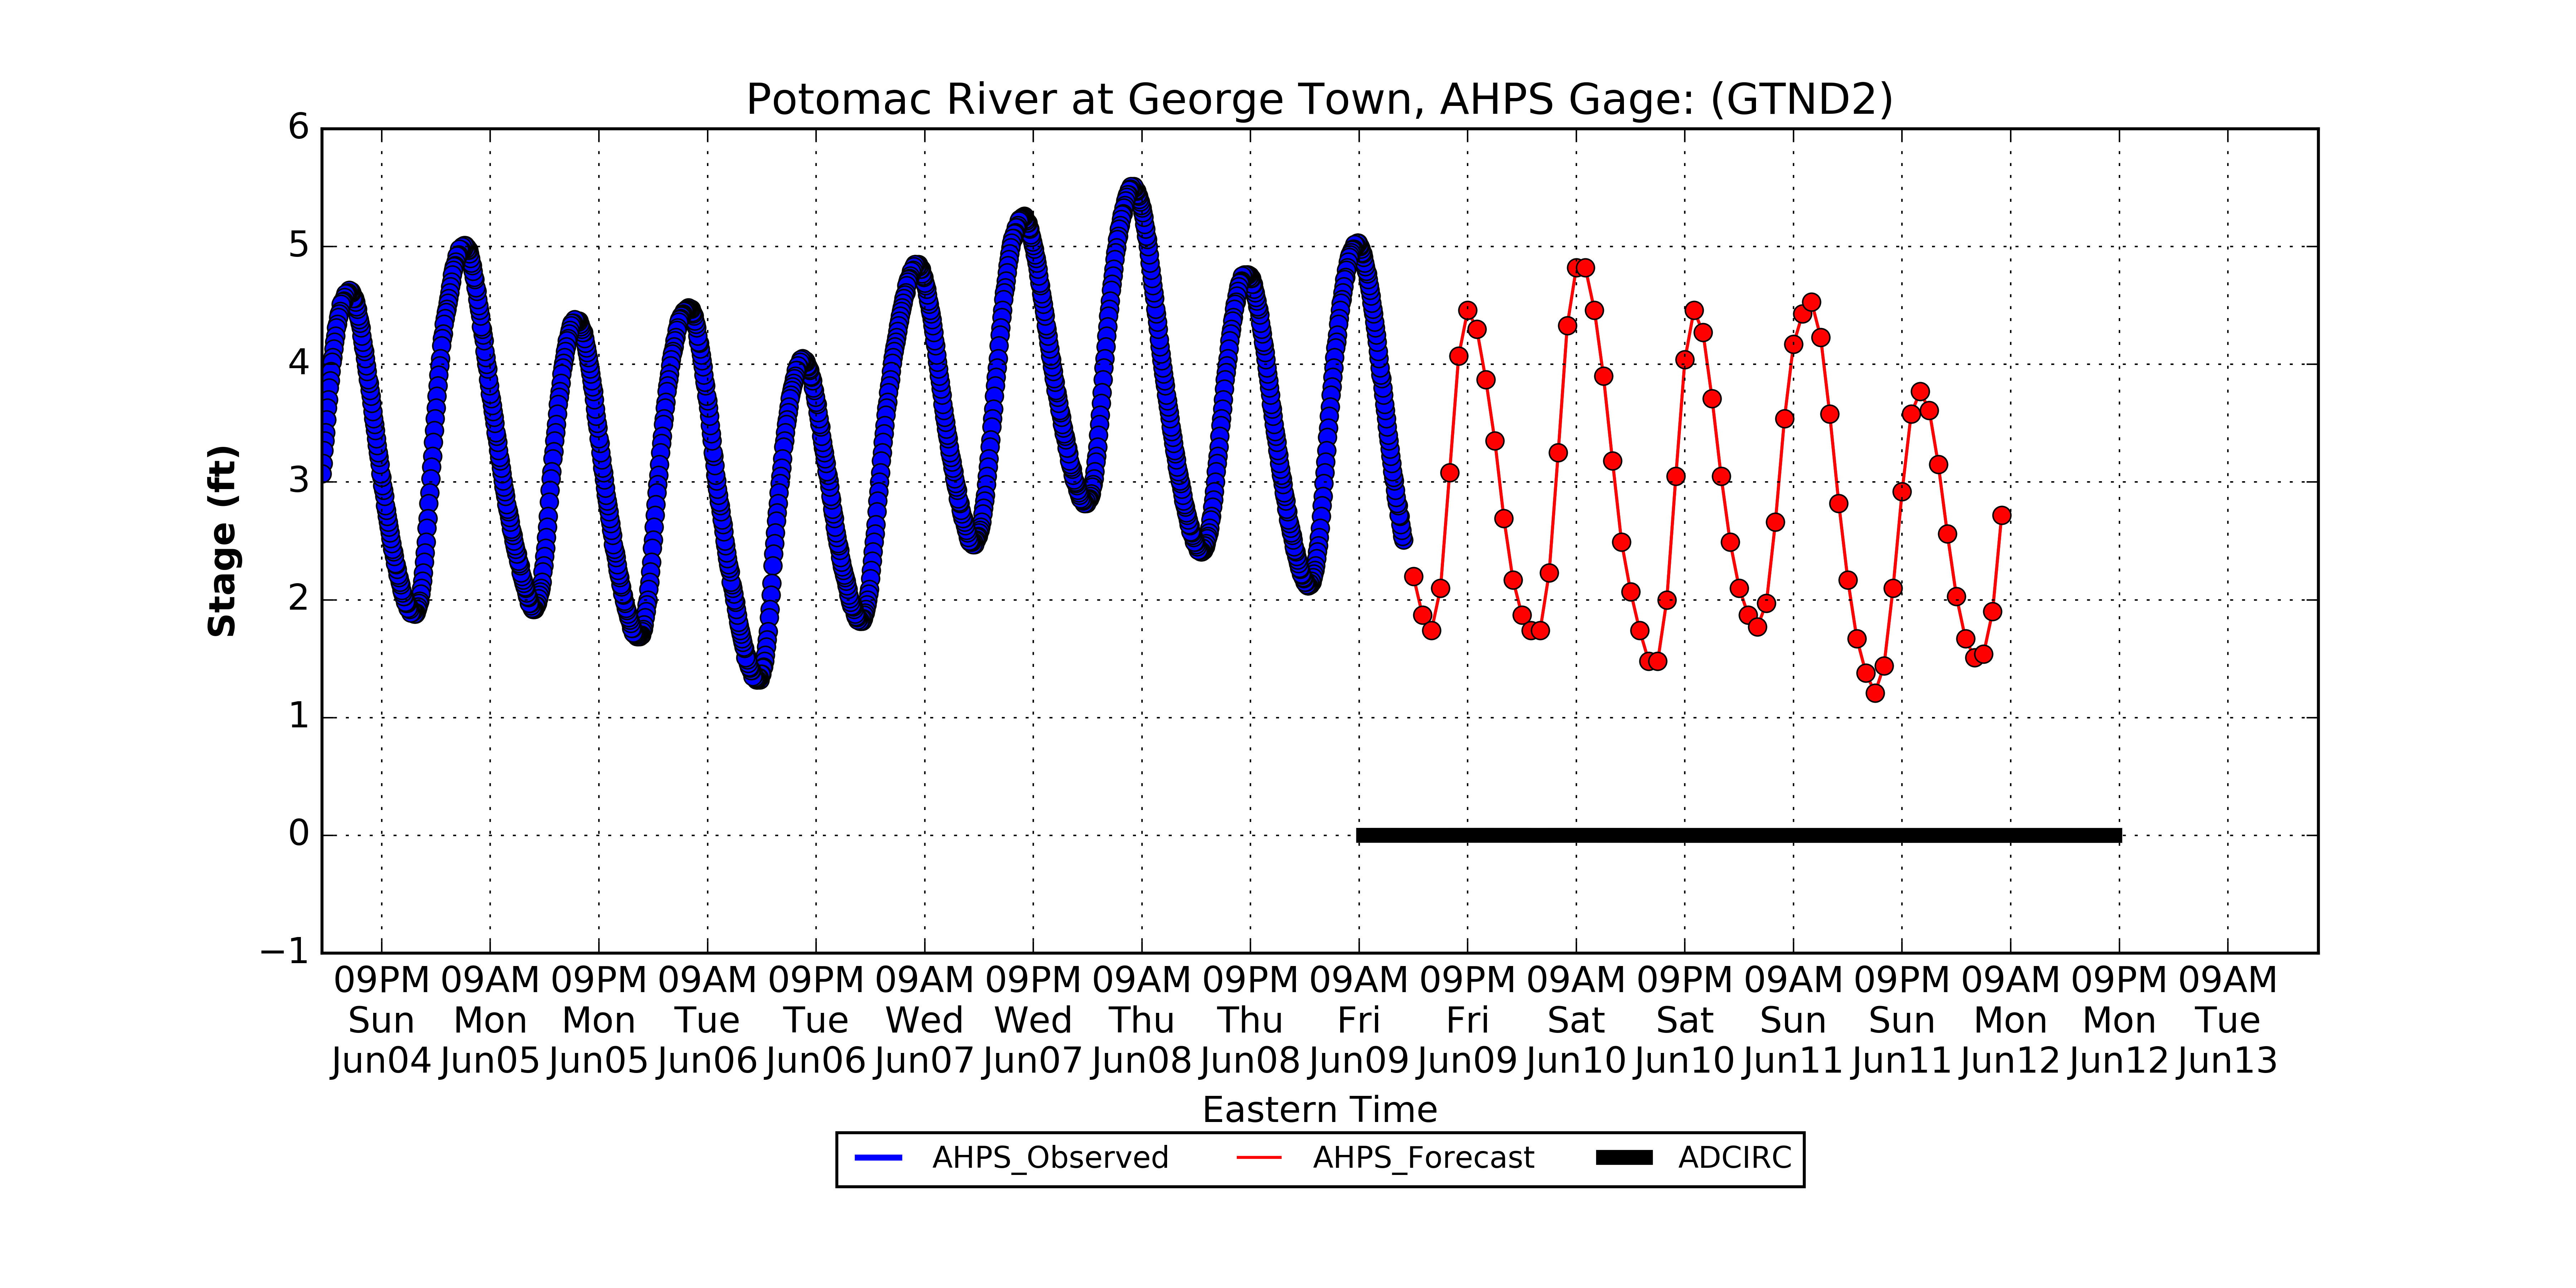 Potomac River at George Town, AHPS Gage: (GTND2)
Stage (ft)
6
5
4
3
2
1
0
−1
09PM 09AM 09PM 09AM 09PM 09AM 09PM 09AM 09PM 09AM 09PM 09AM 09PM 09AM 09PM 09AM 09PM 09AM
Sun Mon Mon Tue Tue Wed Wed Thu Thu Fri Fri Sat Sat Sun Sun Mon Mon Tue
Jun04 Jun05 Jun05 Jun06 Jun06 Jun07 Jun07 Jun08 Jun08 Jun09 Jun09 Jun10 Jun10 Jun11 Jun11 Jun12 Jun12 Jun13
Eastern Time
AHPS_Observed AHPS_Forecast ADCIRC